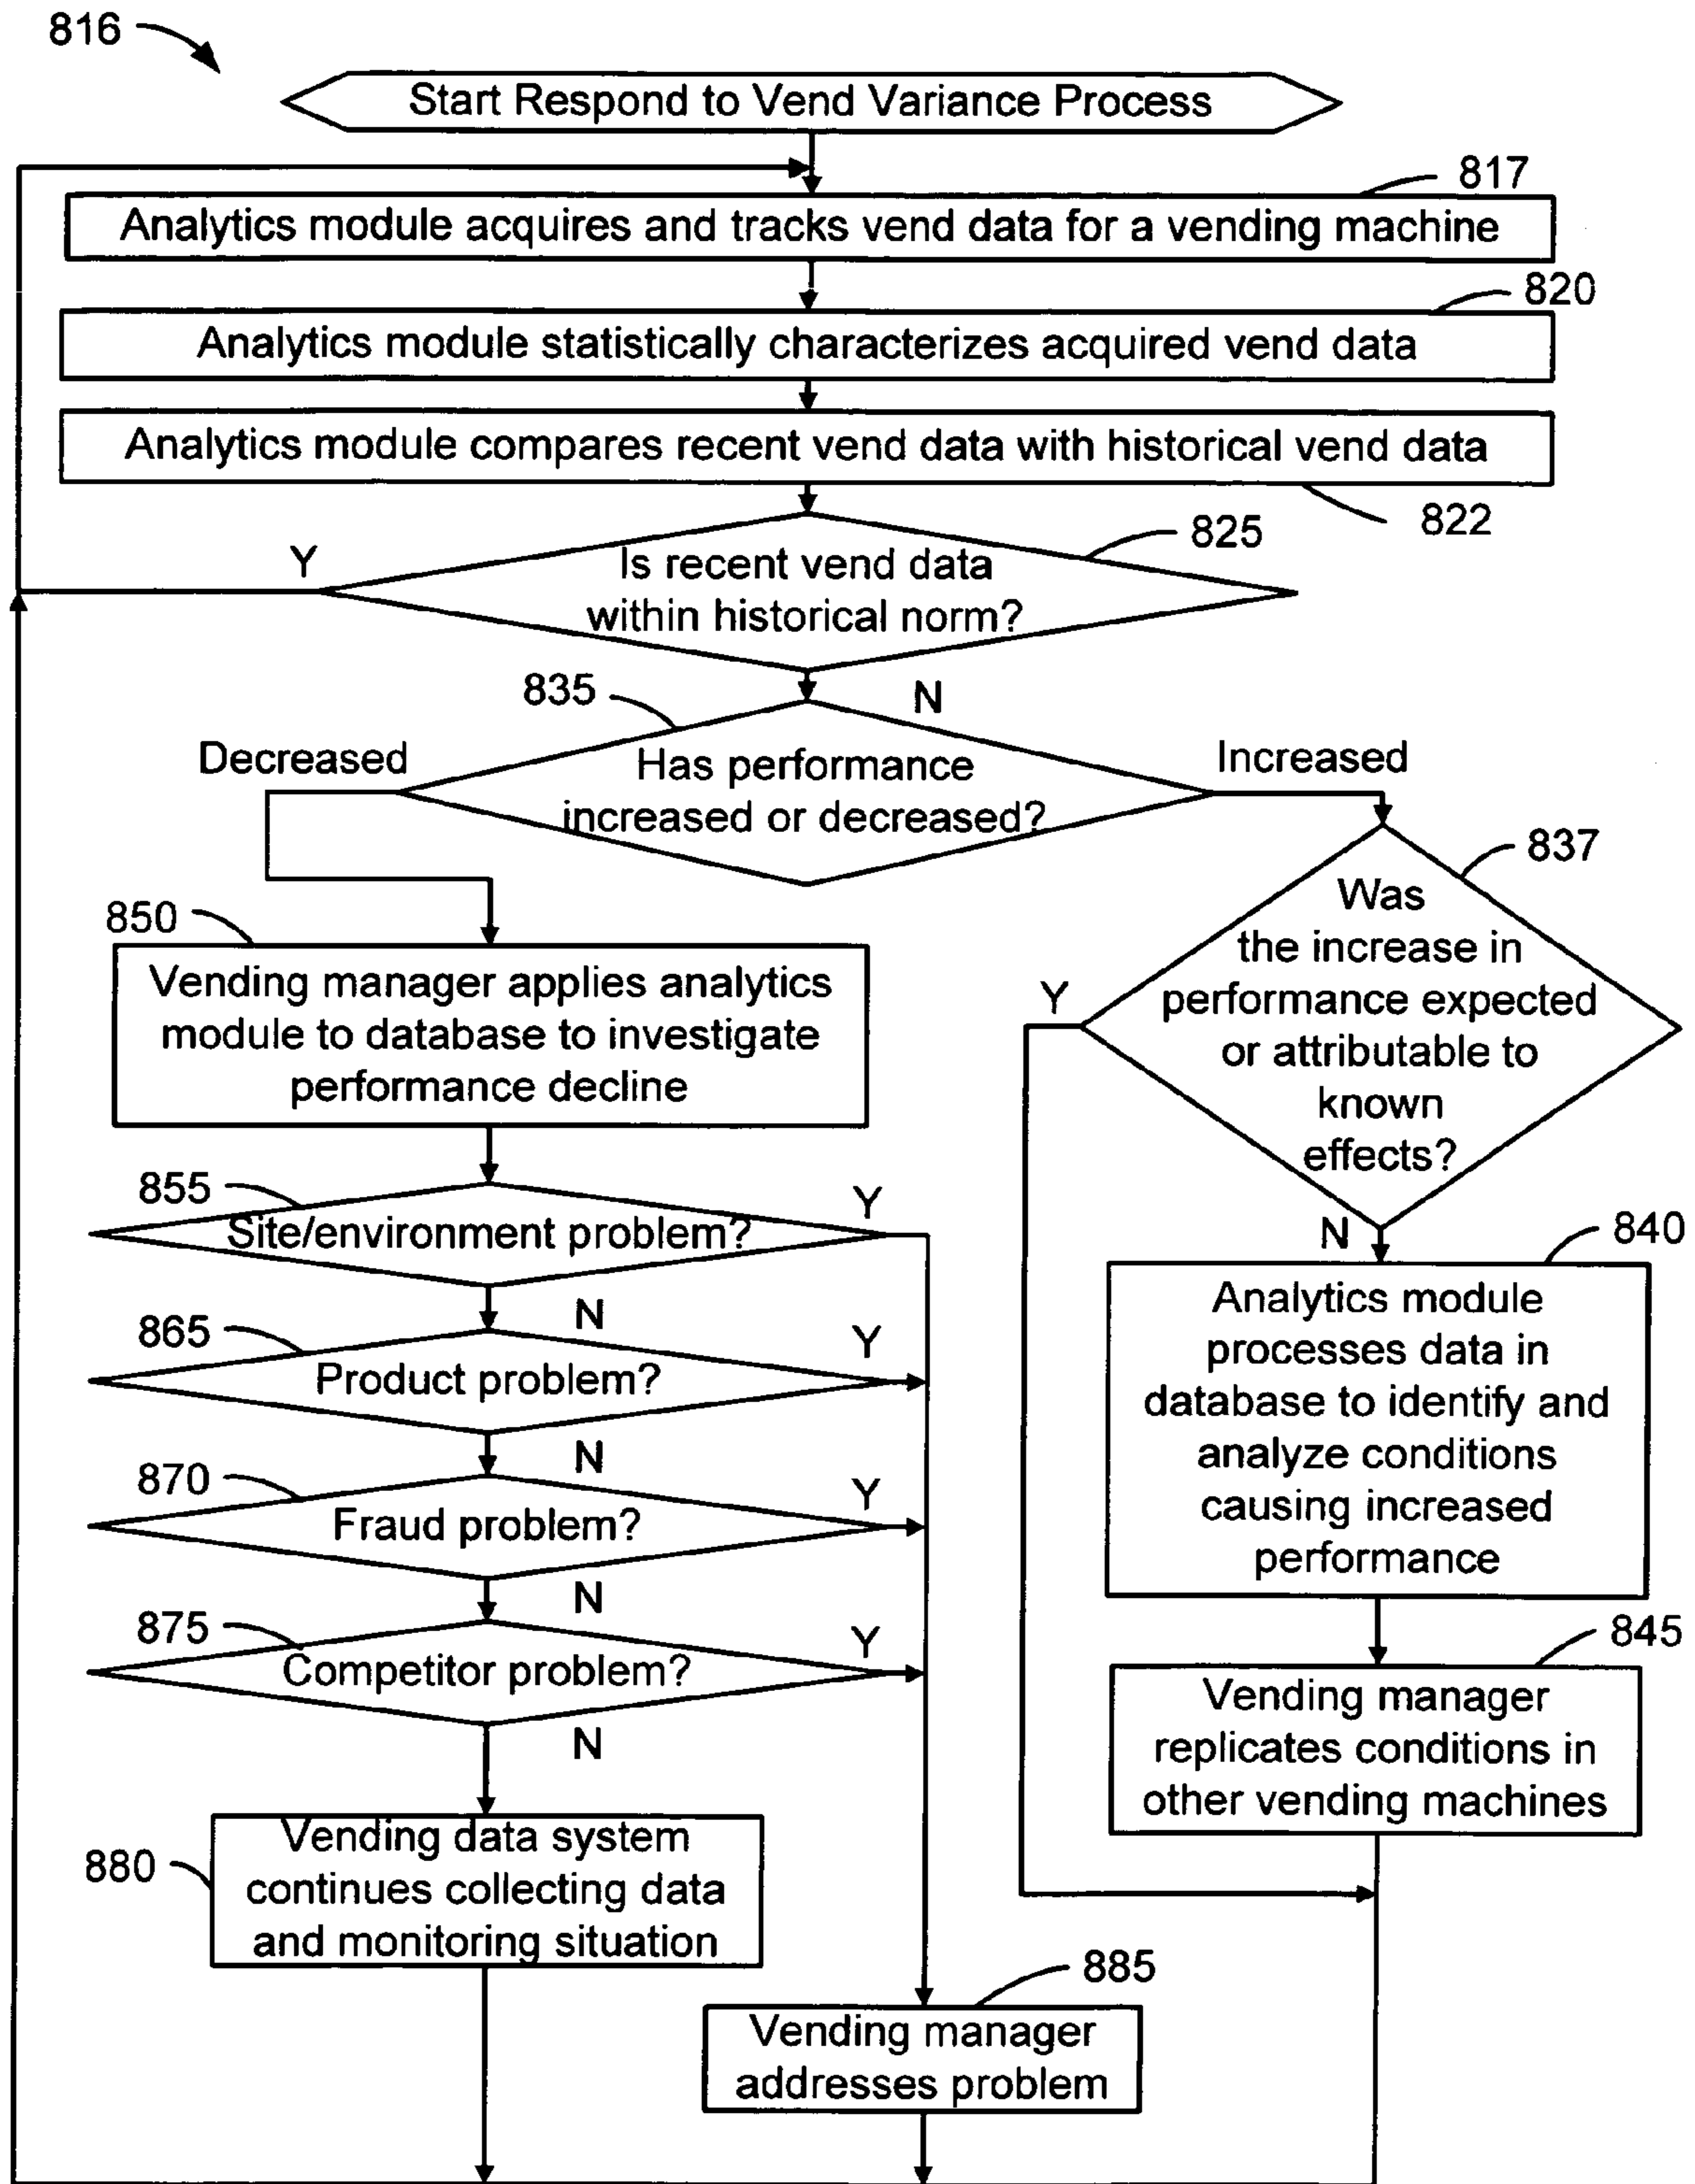 816
Start Respond to Vend Variance Process
817
Analytics module acquires and tracks vend data for a vending machine
820
Analytics module statistically characterizes acquired vend data
Analytics module compares recent vend data with historical vend data
822
825
Y
Is recent vend data
within historical norm?
N
835
Decreased
Has performance
increased or decreased?
Increased
837
Was
the increase in
performance expected
or attributable to
known
effects?
Y
N
850
Vending manager applies analytics
module to database to investigate
performance decline
855
Site/environment problem?
Y
N
865
Product problem?
Y
N
870
Fraud problem?
Y
N
875
Competitor problem?
Y
N
840
Analytics module
processes data in
database to identify and
analyze conditions
causing increased
performance
845
Vending manager
replicates conditions in
other vending machines
880
Vending data system
continues collecting data
and monitoring situation
885
Vending manager
addresses problem